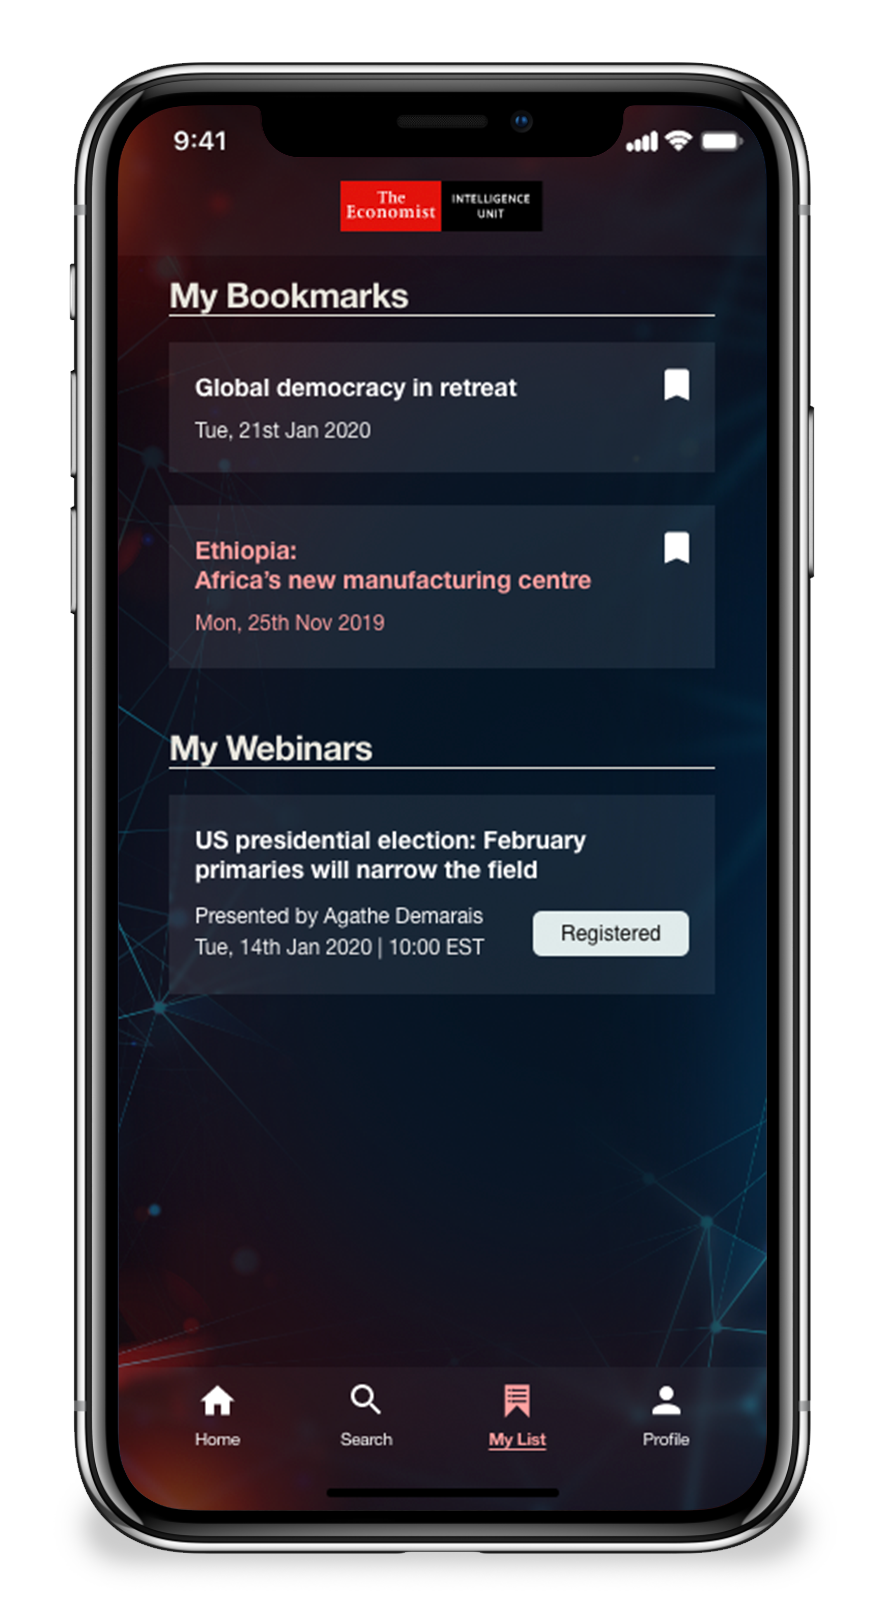 9:41
The
Economist
INTELLIGENCE
UNIT
My Bookmarks
Global democracy in retreat
Tue, 21st Jan 2020
Ethiopia:
Africa's new manufacturing centre
Mon, 25th Nov 2019
My Webinars
US presidential election: February
primaries will narrow the field
Presented by Agathe Demarais
Tue, 14th Jan 2020 | 10:00 EST
Registered
Home
Search
My List
Profile